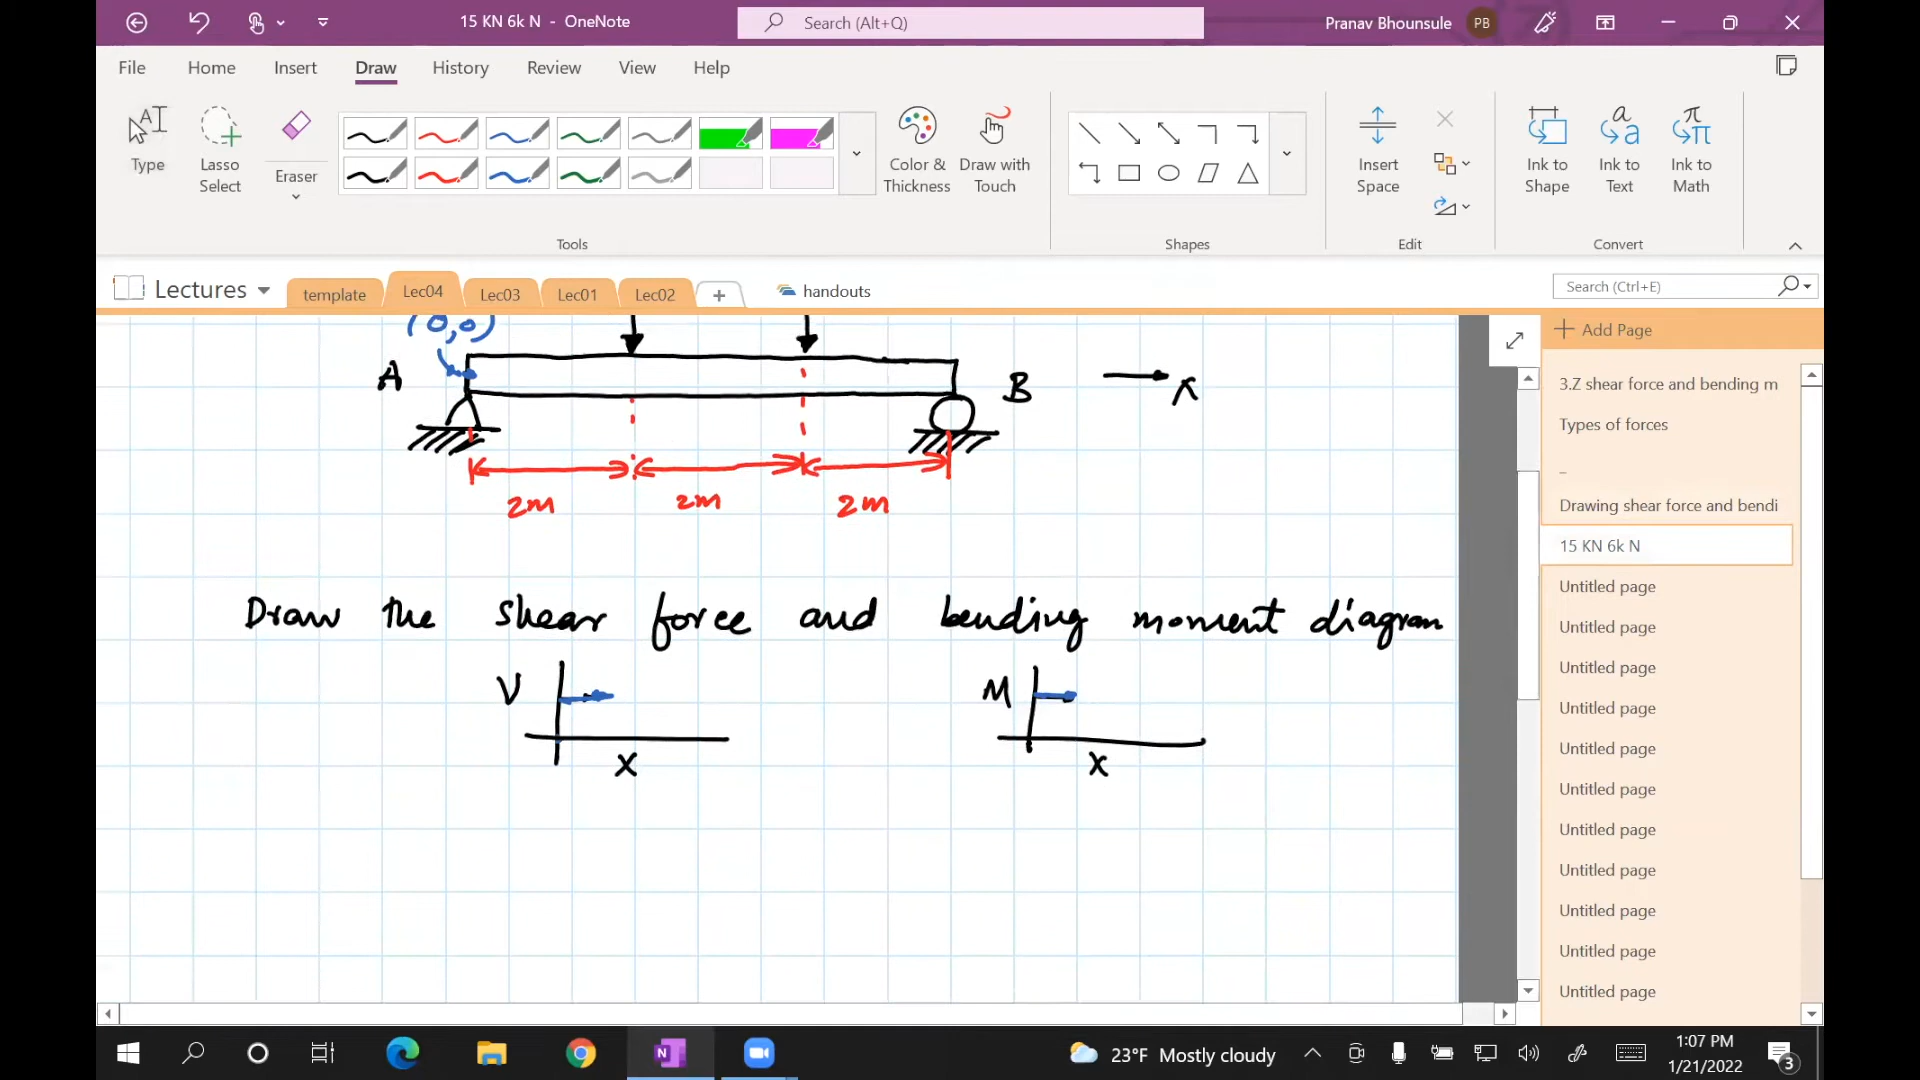 15 KN 6k N - OneNote
Search (Alt+Q)
Pranav Bhounsule
PB
File Home Insert Draw History Review View Help
Type
Lasso Select
Eraser
Color & Thickness
Draw with Touch
Insert Space
Ink to Shape
Ink to Text
Ink to Math
Tools
Shapes
Edit
Convert
Lectures
template
Lec04
Lec03
Lec01
Lec02
handouts
Search (Ctrl+E)
Add Page
3.Z shear force and bending m
Types of forces
Drawing shear force and bendi
15 KN 6k N
Untitled page
Untitled page
Untitled page
Untitled page
Untitled page
Untitled page
Untitled page
Untitled page
Untitled page
Untitled page
Untitled page
(0,0)
A
B
x
2m
2m
2m
Draw the shear force and bending moment diagram
V
x
M
x
23°F Mostly cloudy
1:07 PM
1/21/2022
3